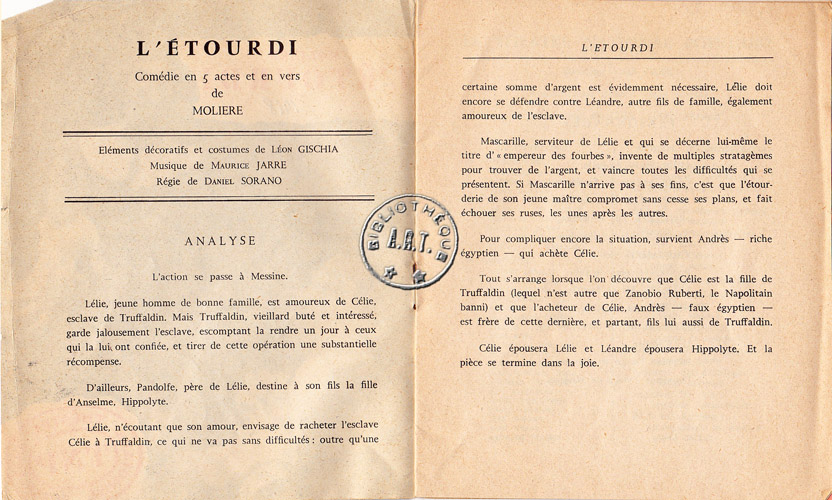 L'ÉTOURDI
Comédie en 5 actes et en vers
de
MOLIERE
Eléments décoratifs et costumes de LÉON GISCHIA
Musique de MAURICE JARRE
Régie de DANIEL SORANO
ANALYSE
L'action se passe à Messine.
Lélie, jeune homme de bonne famille, est amoureux de Célie,
esclave de Truffaldin. Mais Truffaldin, vieillard buté et intéressé,
garde jalousement l'esclave, escomptant la rendre un jour à ceux
qui la lui ont confiée, et tirer de cette opération une substantielle
récompense.
D'ailleurs, Pandolfe, père de Lélie, destine à son fils la fille
d'Anselme, Hippolyte.
Lélie, n'écoutant que son amour, envisage de racheter l'esclave
Célie à Truffaldin, ce qui ne va pas sans difficultés : outre qu'une
BIBLIOTHÈQUE
A.R.T.
L'ETOURDI
certaine somme d'argent est évidemment nécessaire, Lélie doit
encore se défendre contre Léandre, autre fils de famille, également
amoureux de l'esclave.
Mascarille, serviteur de Lélie et qui se décerne lui-même le
titre d' « empereur des fourbes », invente de multiples stratagèmes
pour trouver de l'argent, et vaincre toutes les difficultés qui se
présentent. Si Mascarille n'arrive pas à ses fins, c'est que l'étour-
derie de son jeune maître compromet sans cesse ses plans, et fait
échouer ses ruses, les unes après les autres.
Pour compliquer encore la situation, survient Andrès — riche
égyptien — qui achète Célie.
Tout s'arrange lorsque l'on découvre que Célie est la fille de
Truffaldin (lequel n'est autre que Zanobio Ruberti, le Napolitain
banni) et que l'acheteur de Célie, Andrès — faux égyptien —
est frère de cette dernière, et partant, fils lui aussi de Truffaldin.
Célie épousera Lélie et Léandre épousera Hippolyte. Et la
pièce se termine dans la joie.